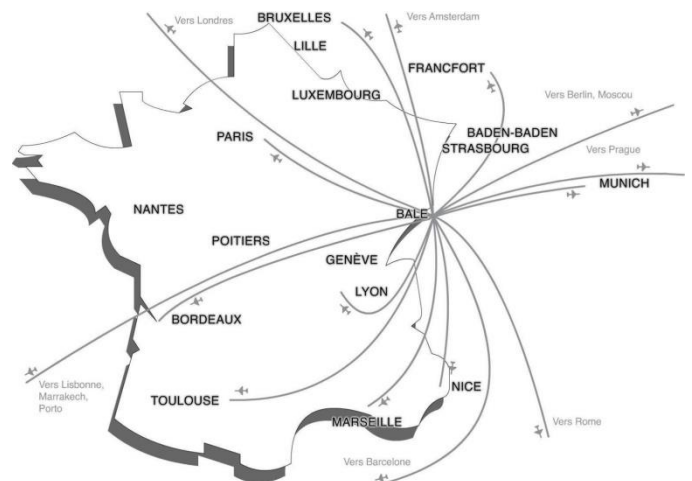 Vers Londres
BRUXELLES
Vers Amsterdam
LILLE
FRANCFORT
LUXEMBOURG
Vers Berlin, Moscou
PARIS
BADEN-BADEN
STRASBOURG
Vers Prague
MUNICH
NANTES
BALE
POITIERS
GENÈVE
LYON
BORDEAUX
Vers Lisbonne,
Marrakech,
Porto
TOULOUSE
NICE
MARSEILLE
Vers Rome
Vers Barcelone